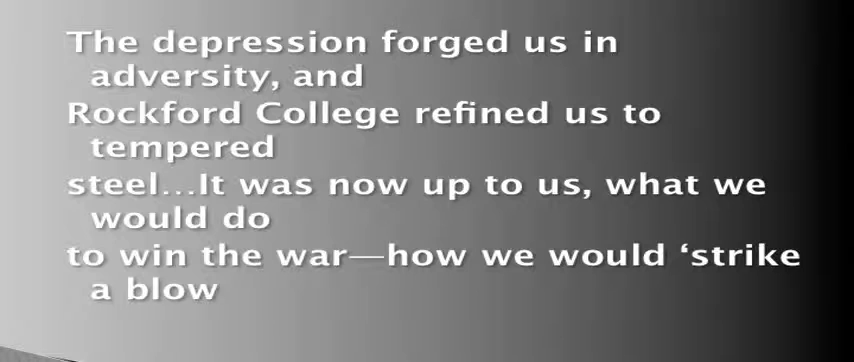 The depression forged us in
adversity, and
Rockford College refined us to
tempered
steel...It was now up to us, what we
would do
to win the war—how we would ‘strike
a blow